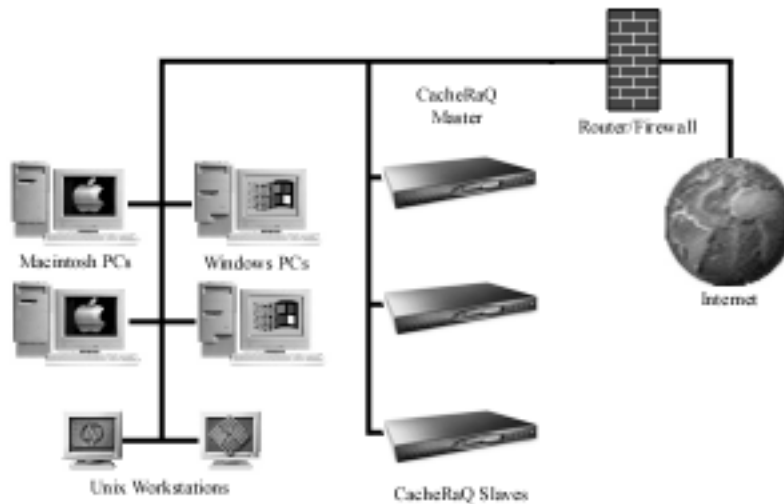 CacheRaQ
Master
Router/Firewall
Macintosh PCs
Windows PCs
Internet
Unix Workstations
CacheRaQ Slaves